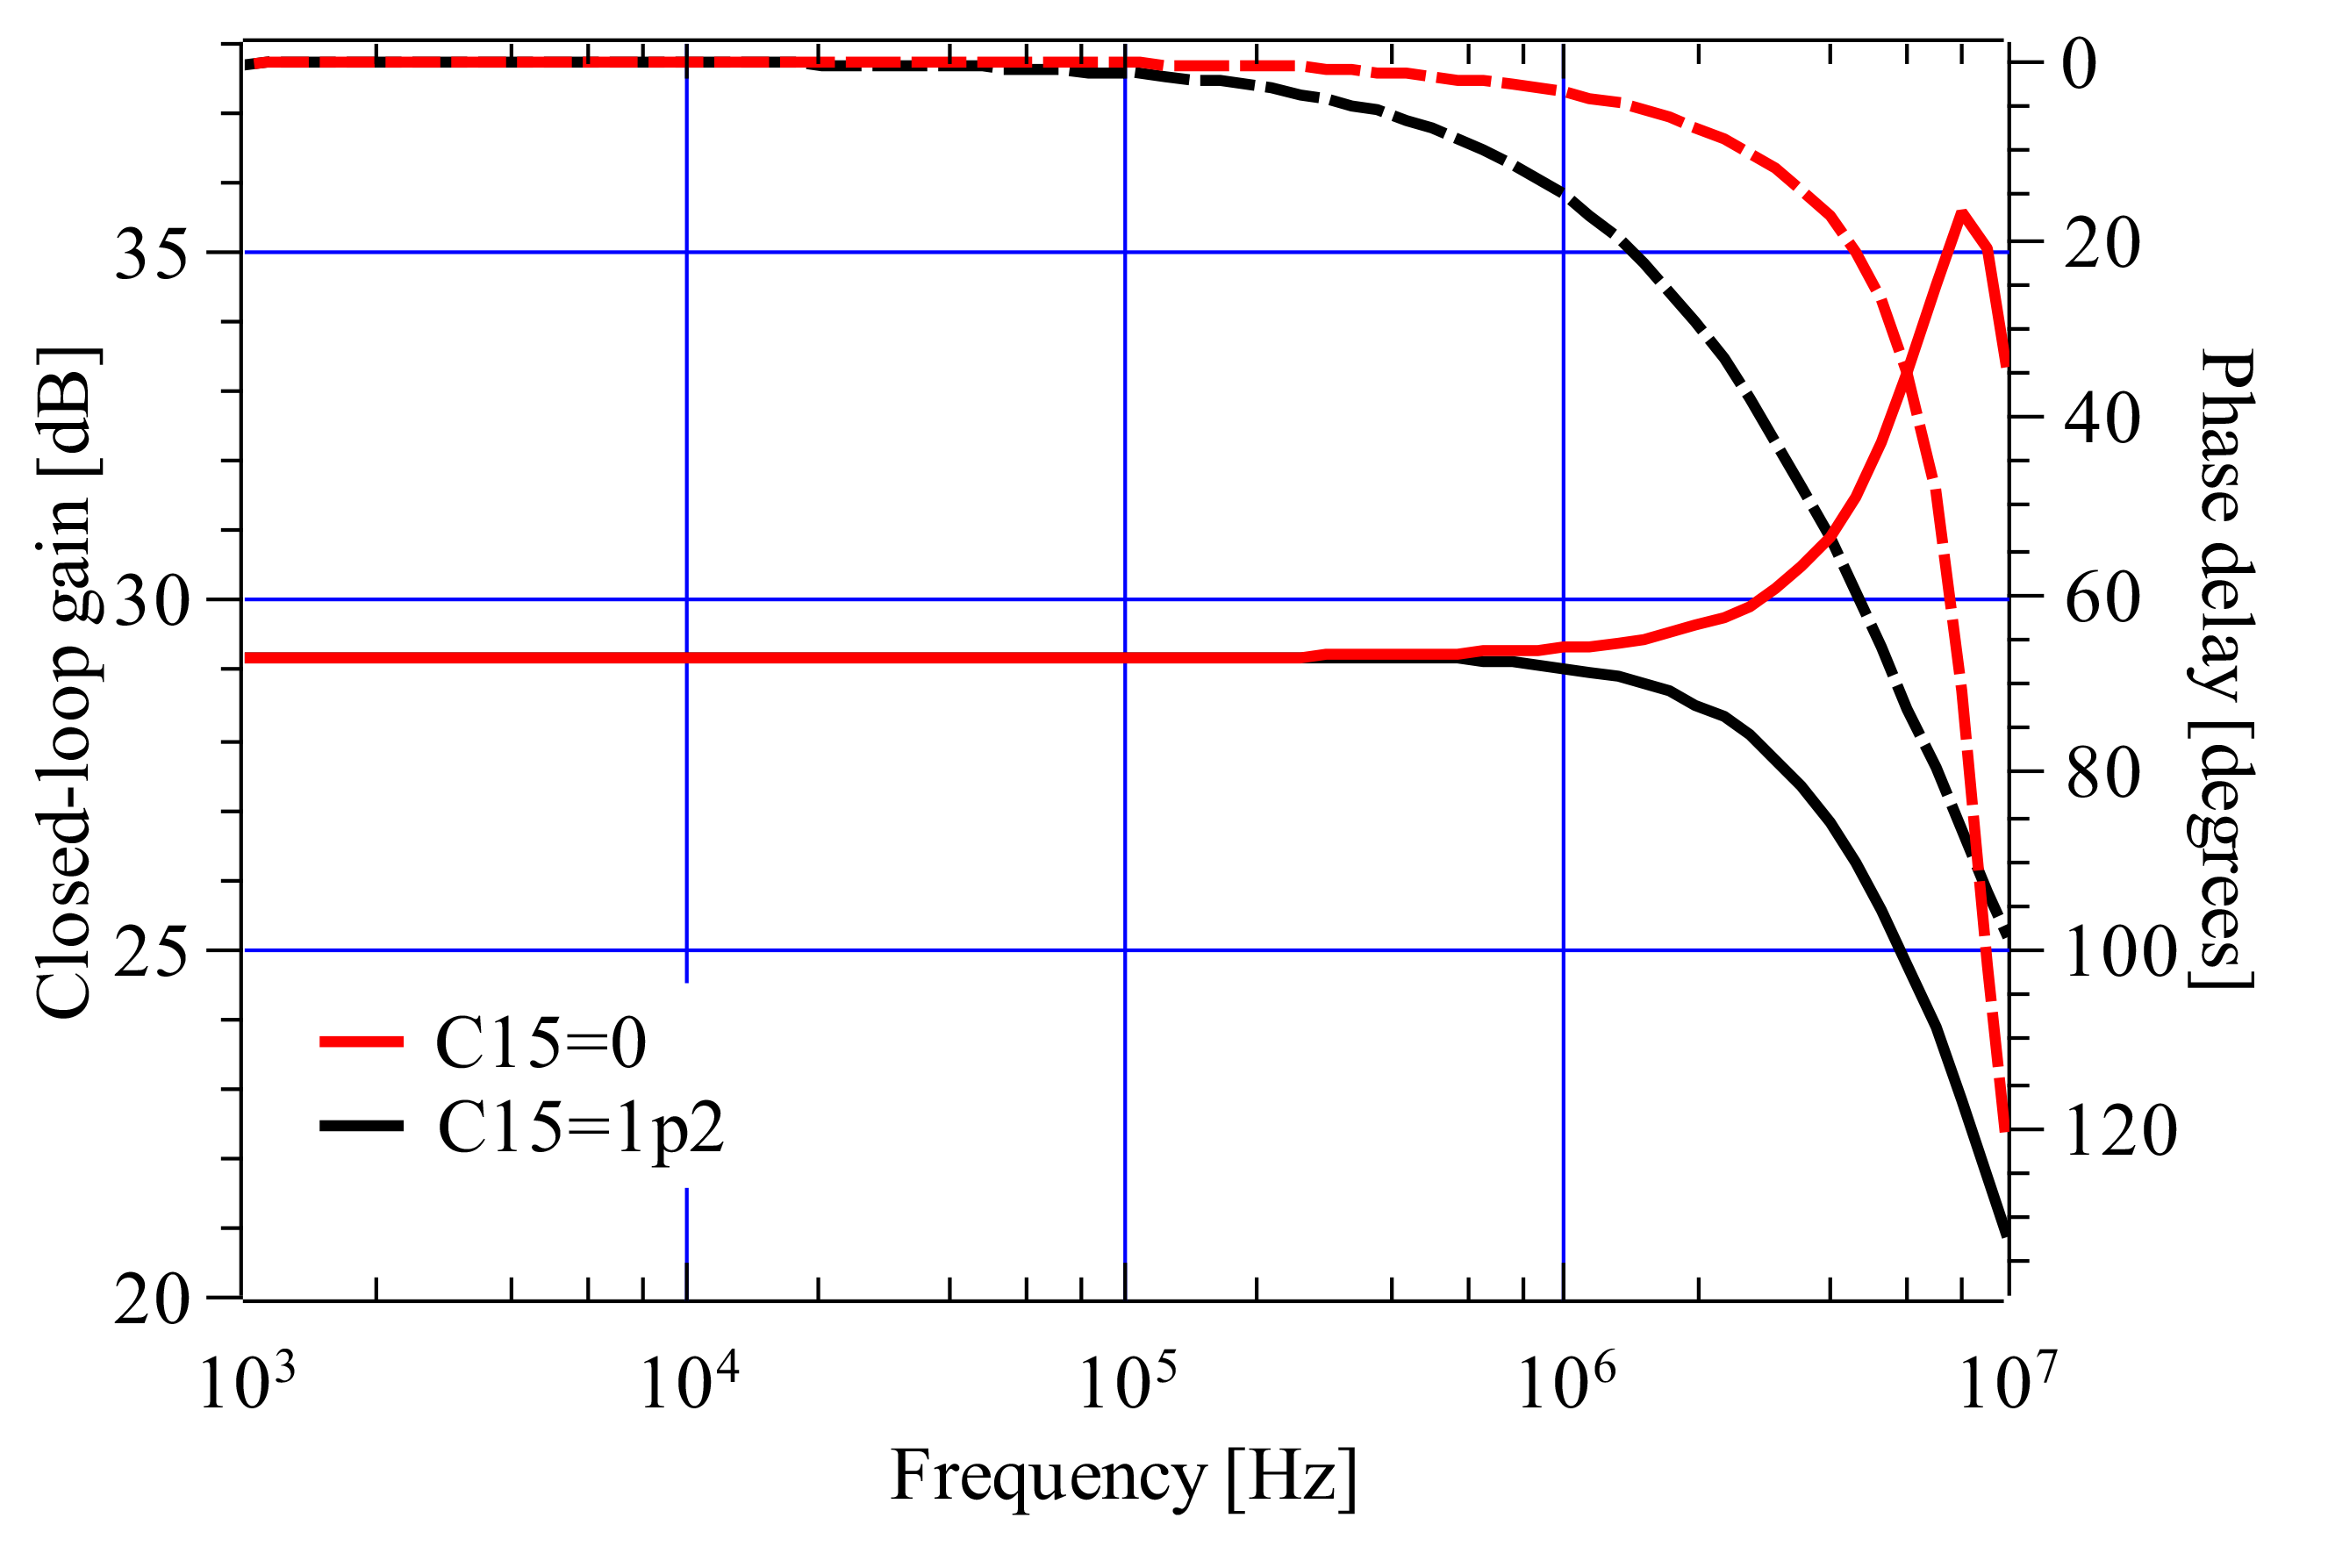 Closed-loop gain [dB]
35
30
25
20
C15=0
C15=1p2
0
20
40
60
80
100
120
Phase delay [degrees]
10³ 10⁴ 10⁵ 10⁶ 10⁷
Frequency [Hz]